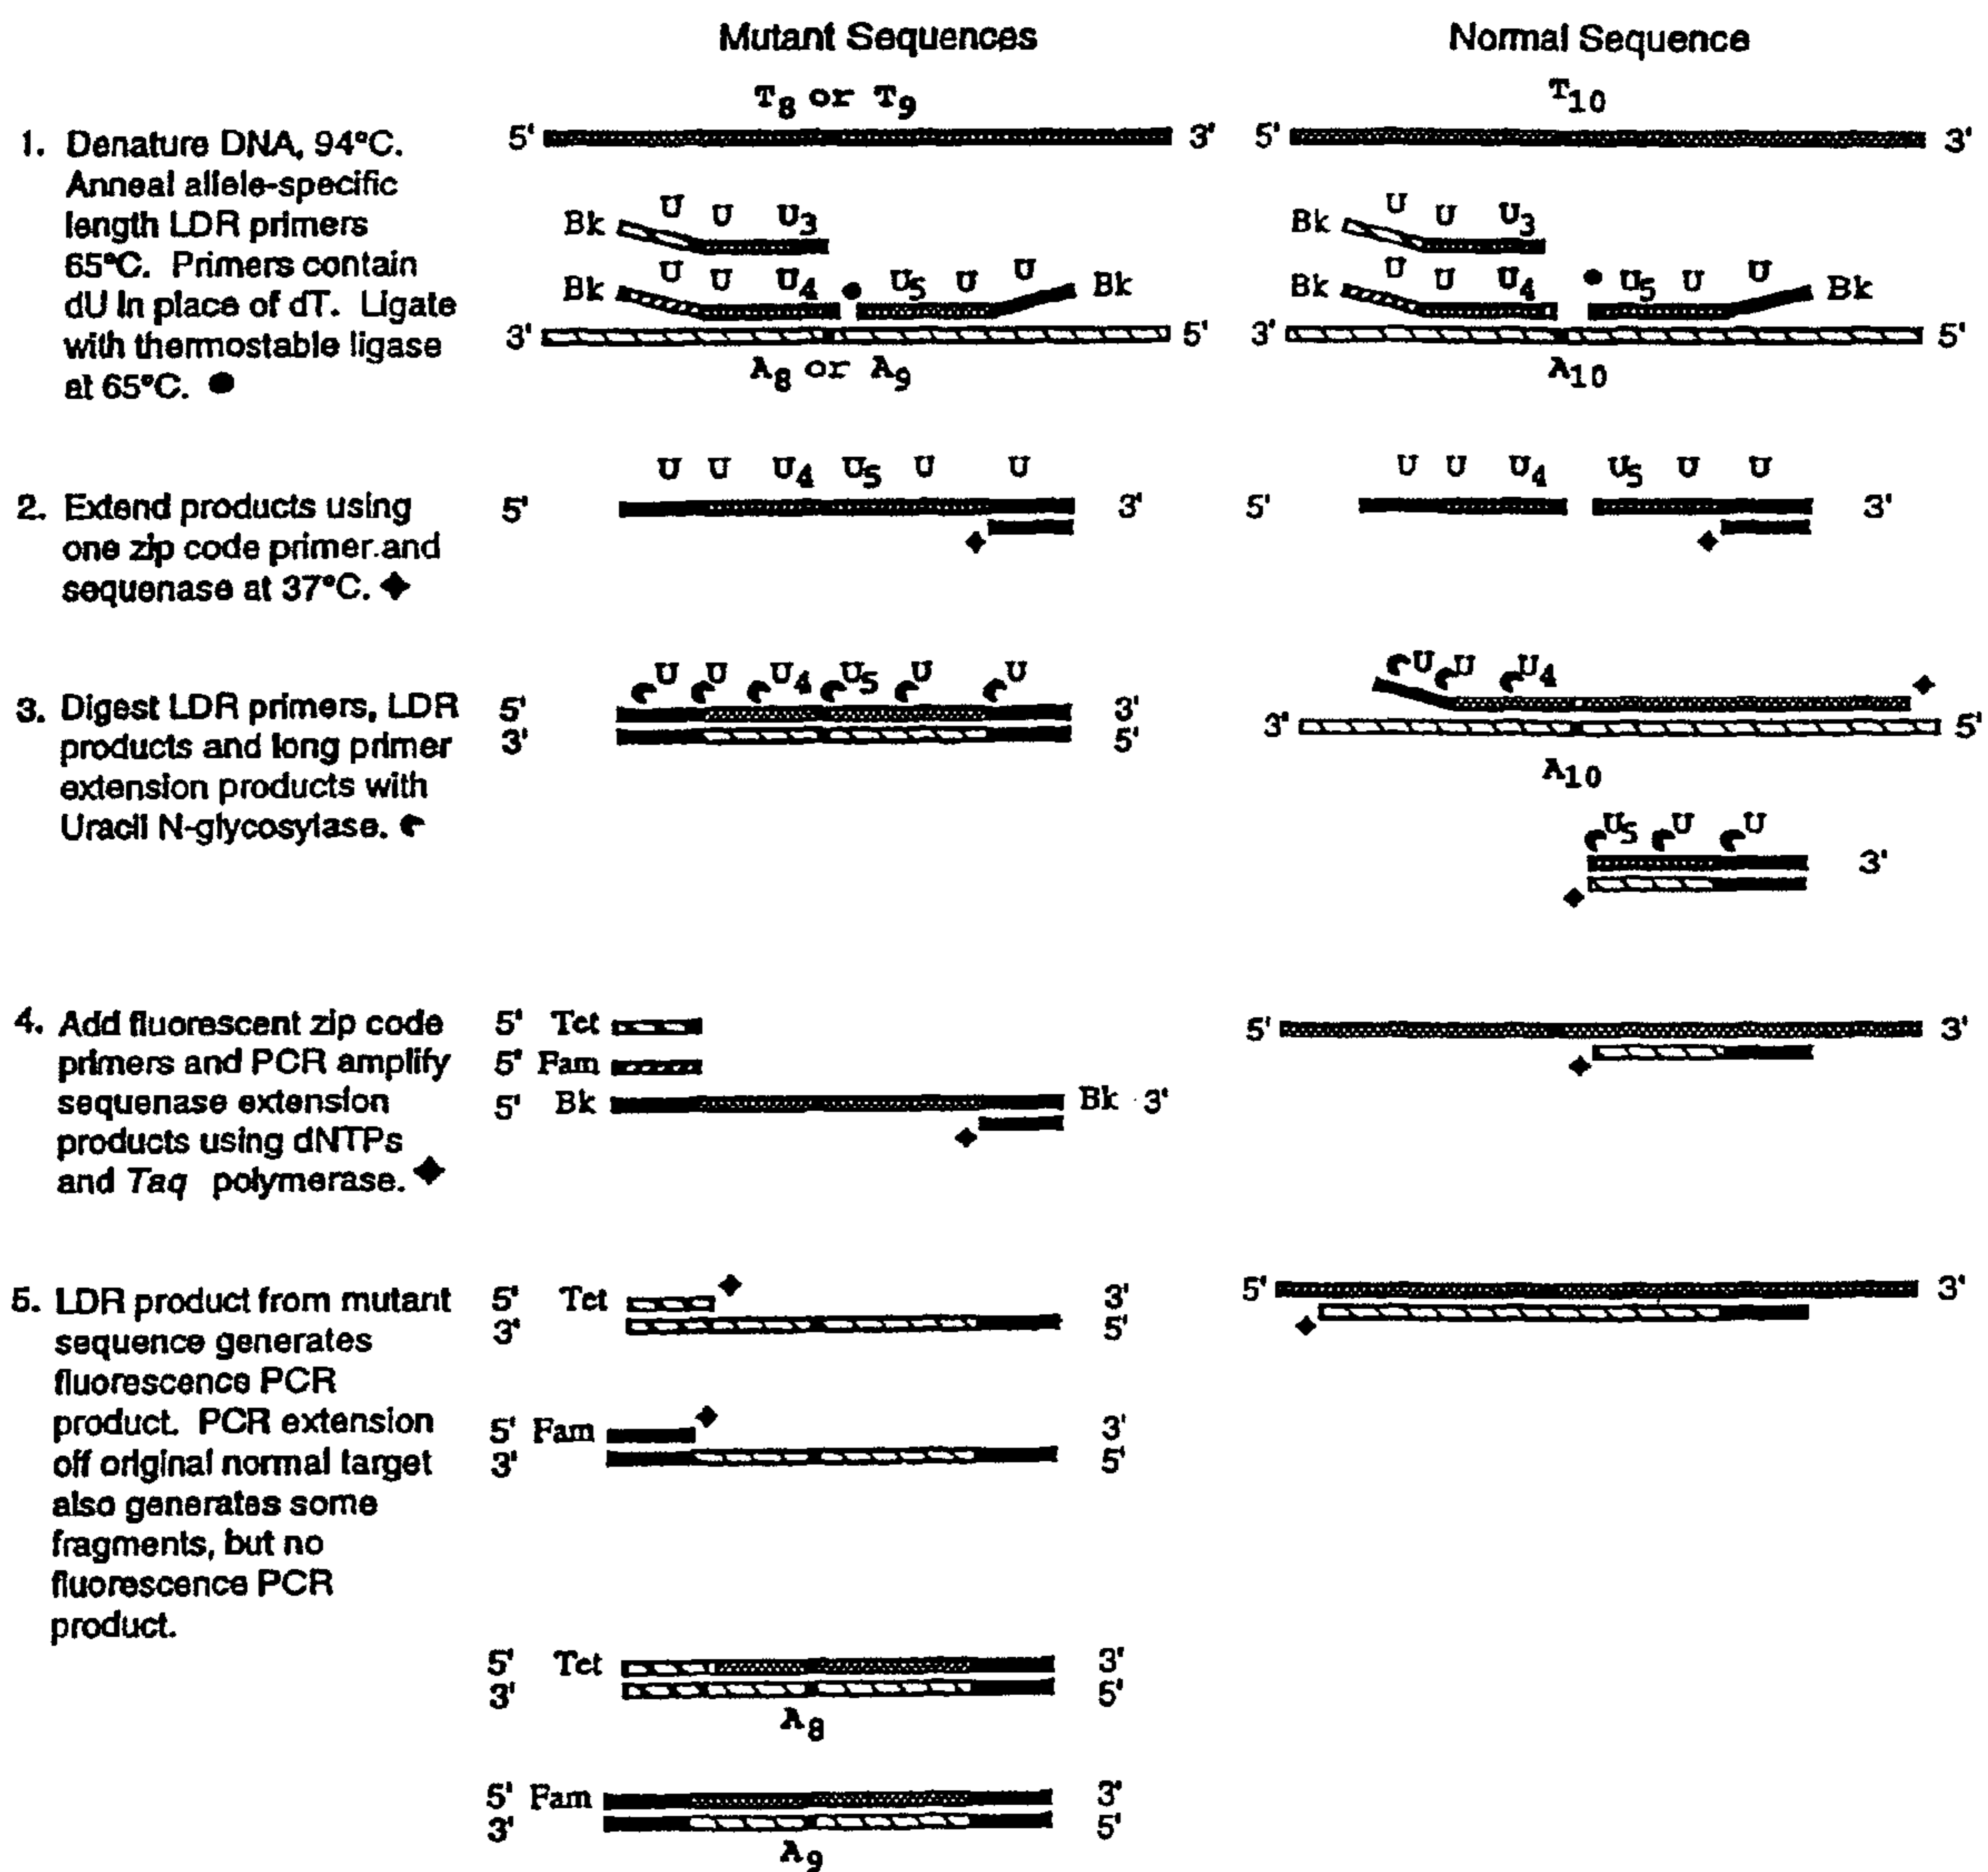 Mutant Sequences
Normal Sequence
T8 or T9
T10
1. Denature DNA, 94°C.
Anneal allele-specific
length LDR primers
65°C. Primers contain
dU in place of dT. Ligate
with thermostable ligase
at 65°C.
5' 3' 5' 3'
Bk U U U3
Bk U U U3
Bk U U U4 U5 U U Bk
Bk U U U4 U5 U U Bk
3' 5' 3' 5'
A8 or A9
A10
2. Extend products using
one zip code primer and
sequenase at 37°C.
U U U4 U5 U U
U U U4 U5 U U
5' 3' 5' 3'
3. Digest LDR primers, LDR
products and long primer
extension products with
Uracil N-glycosylase.
U U U4 U5 U U
U U U4
5' 3'
3' 5'
3' 5'
A10
U5 U U
3'
4. Add fluorescent zip code
primers and PCR amplify
sequenase extension
products using dNTPs
and Taq polymerase.
5' Tet
5' Fam
5' Bk Bk 3'
5' 3'
5. LDR product from mutant
sequence generates
fluorescence PCR
product. PCR extension
off original normal target
also generates some
fragments, but no
fluorescence PCR
product.
5' Tet 3'
3' 5'
5' 3'
5' Fam 3'
3' 5'
5' Tet 3'
3' 5'
A8
5' Fam 3'
3' 5'
A9